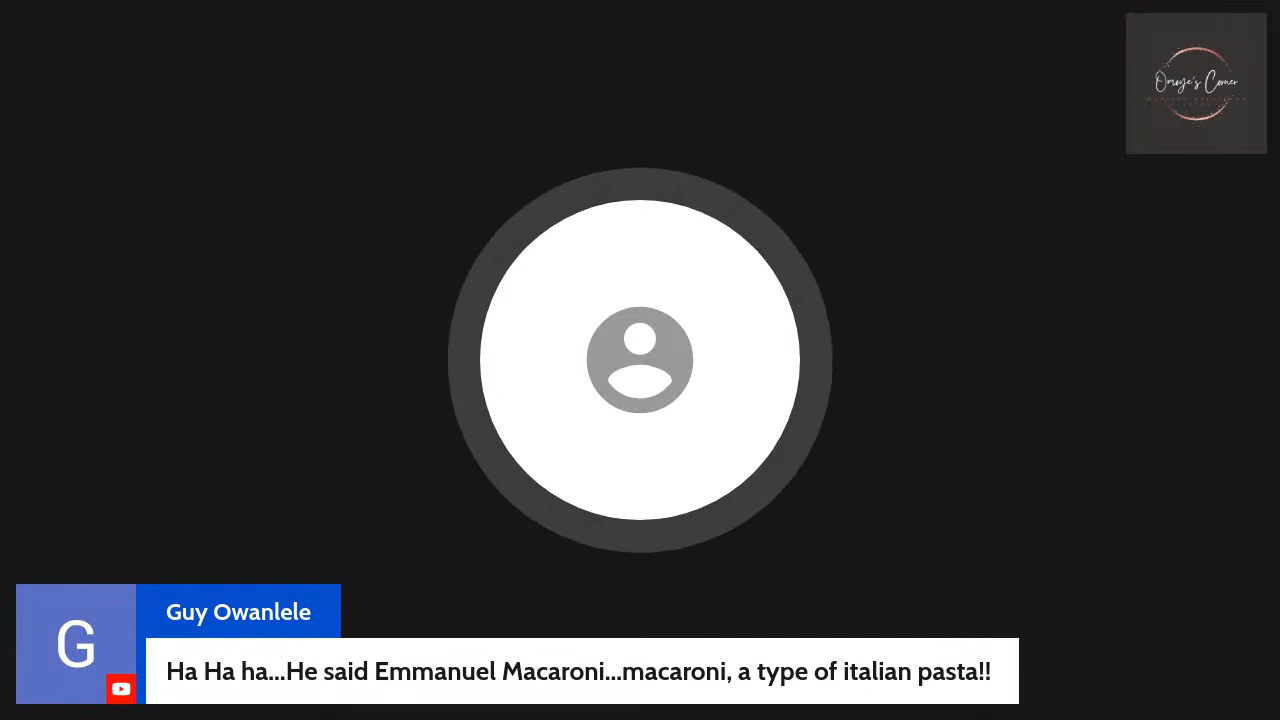 Omoye's Corner
G
Guy Owanlele
Ha Ha ha...He said Emmanuel Macaroni...macaroni, a type of italian pasta!!